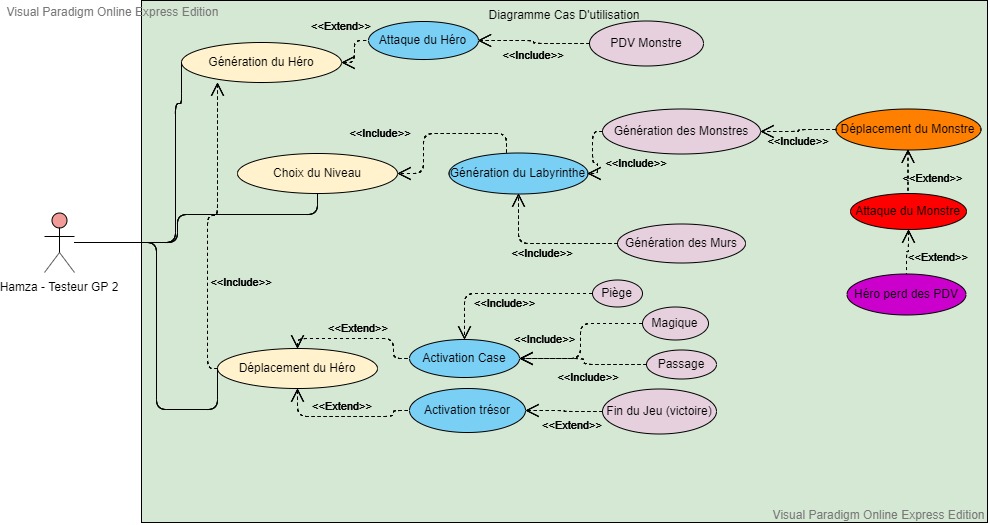 Visual Paradigm Online Express Edition
Diagramme Cas D'utilisation
<<Extend>>
Attaque du Héro
PDV Monstre
<<Include>>
Génération du Héro
Génération des Monstres
Déplacement du Monstre
<<Include>>
<<Include>>
<<Include>>
Choix du Niveau
Génération du Labyrinthe
<<Extend>>
Attaque du Monstre
Génération des Murs
<<Include>>
<<Extend>>
Hamza - Testeur GP 2
<<Include>>
Héro perd des PDV
Piège
<<Include>>
Magique
<<Extend>>
<<Include>>
Déplacement du Héro
Activation Case
Passage
<<Include>>
<<Extend>>
Activation trésor
Fin du Jeu (victoire)
<<Extend>>
Visual Paradigm Online Express Edition